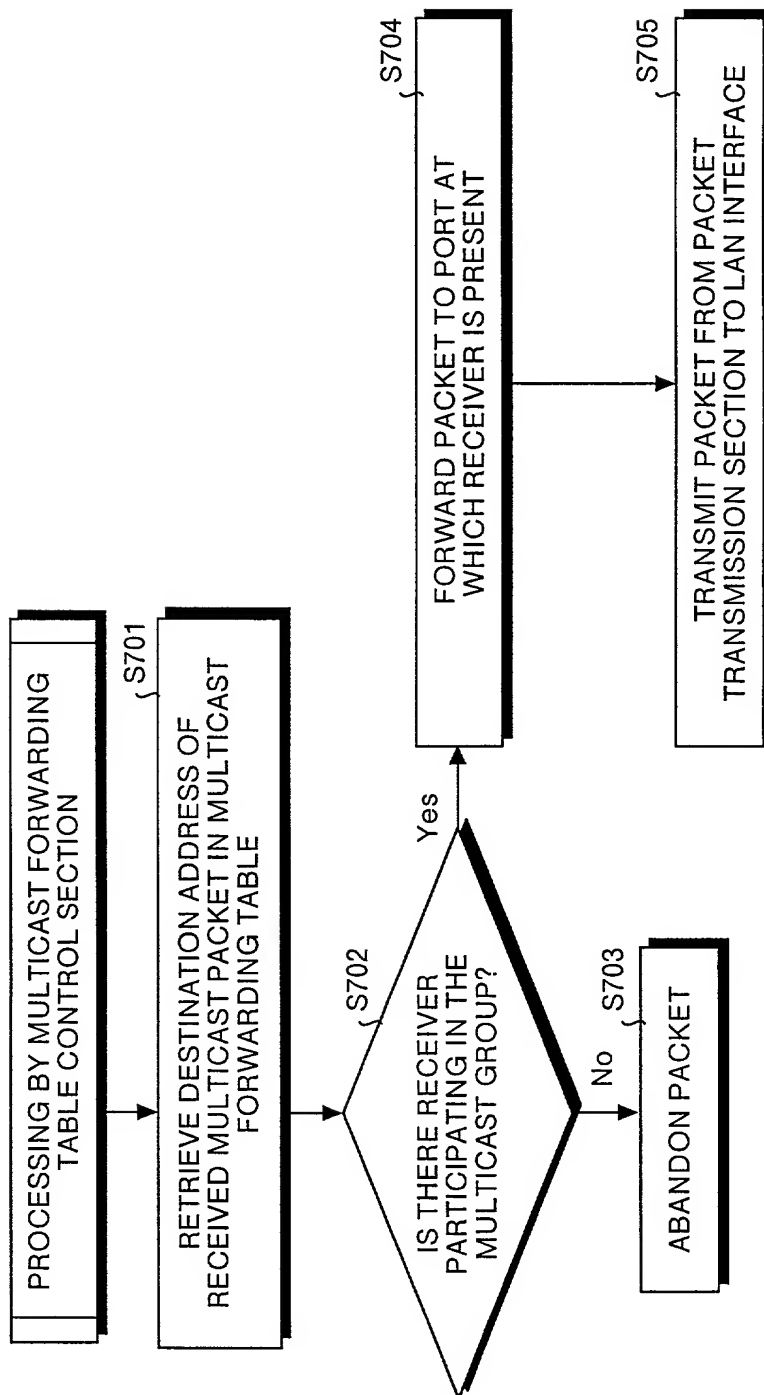 PROCESSING BY MULTICAST FORWARDING
TABLE CONTROL SECTION
S701
RETRIEVE DESTINATION ADDRESS OF
RECEIVED MULTICAST PACKET IN MULTICAST
FORWARDING TABLE
S702
IS THERE RECEIVER
PARTICIPATING IN THE
MULTICAST GROUP?
Yes
No
S703
ABANDON PACKET
S704
FORWARD PACKET TO PORT AT
WHICH RECEIVER IS PRESENT
S705
TRANSMIT PACKET FROM PACKET
TRANSMISSION SECTION TO LAN INTERFACE